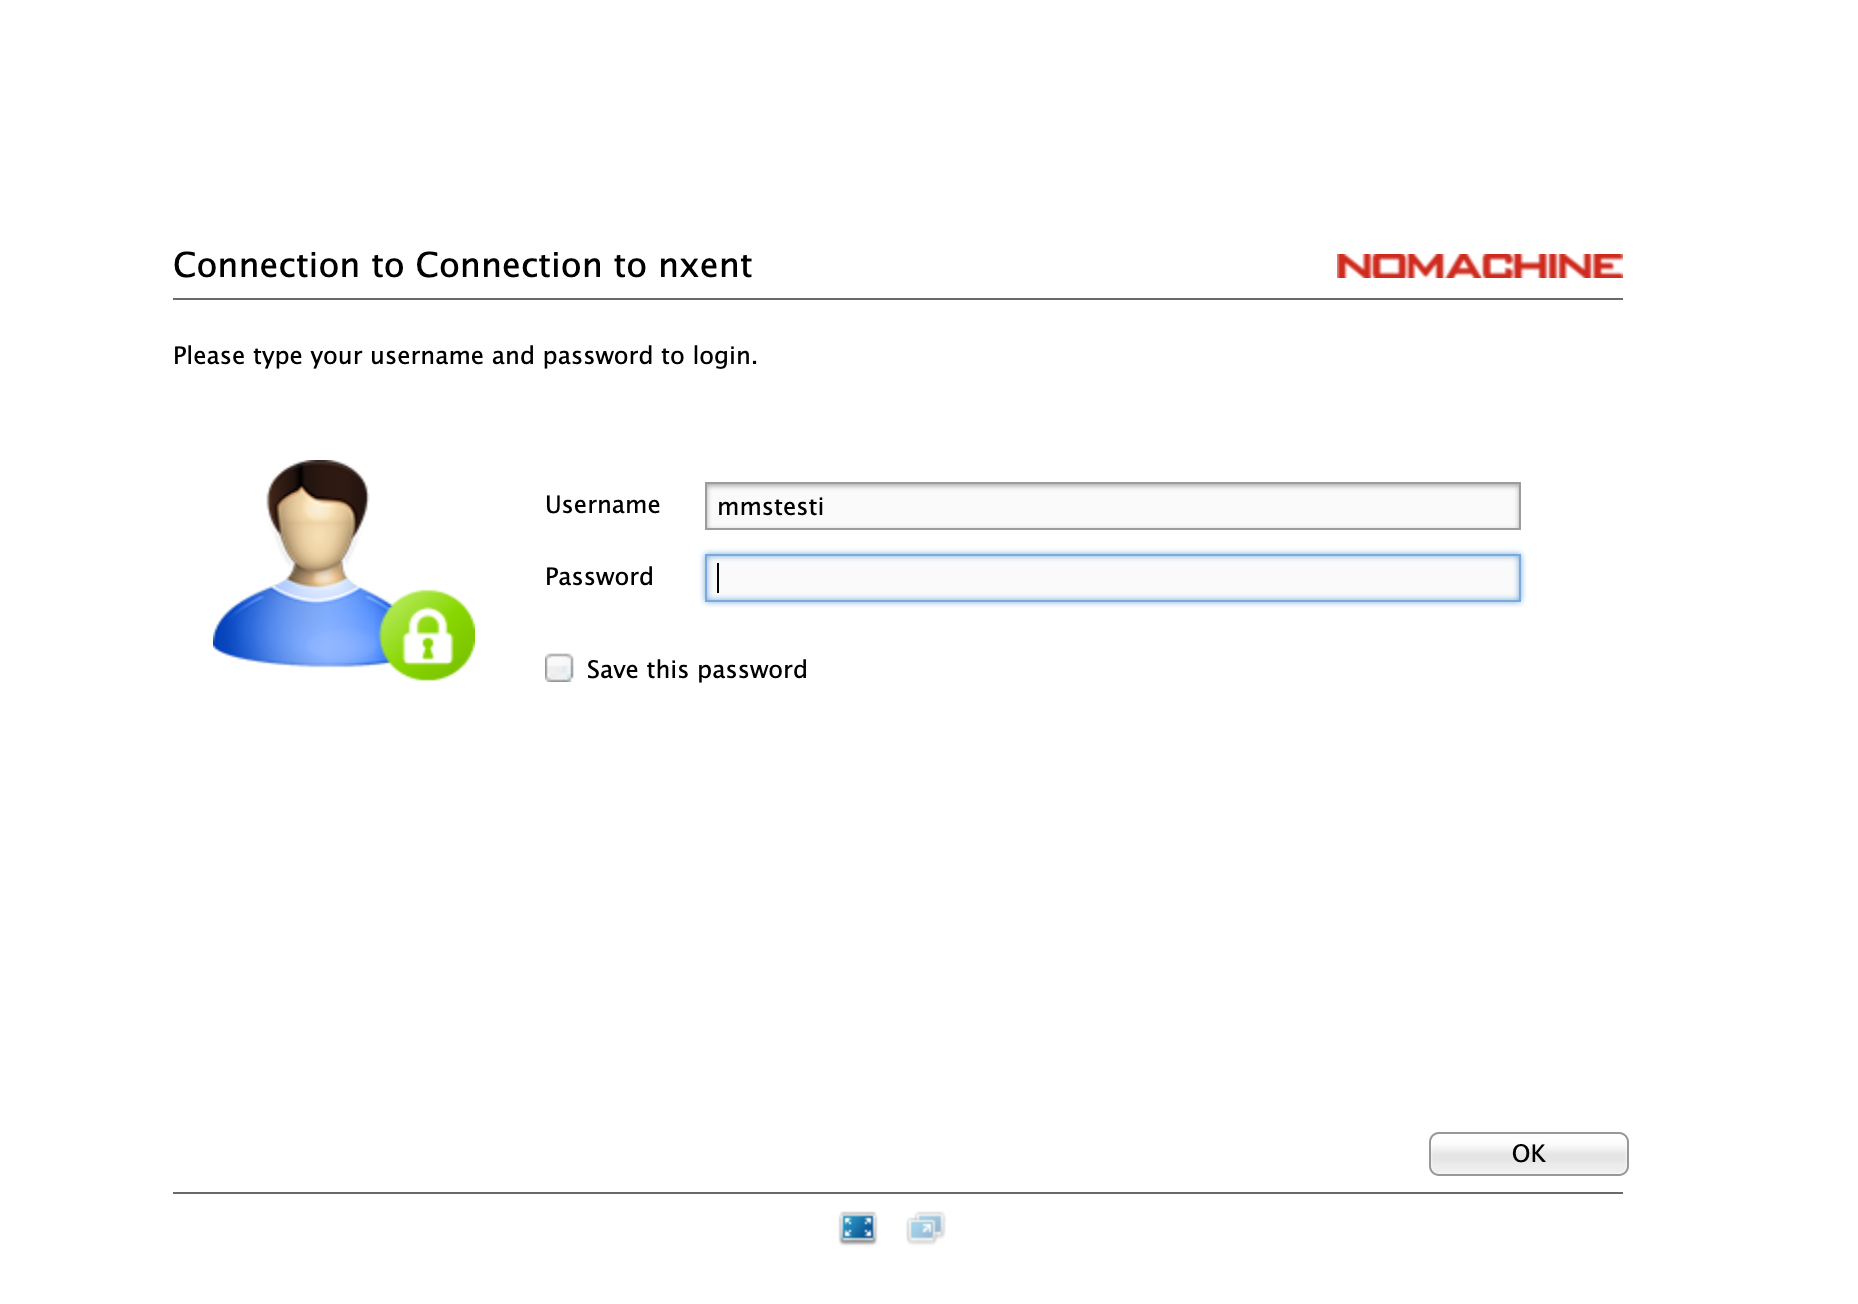 Connection to Connection to nxent
NOMACHINE
Please type your username and password to login.
Username
mmstesti
Password
Save this password
OK